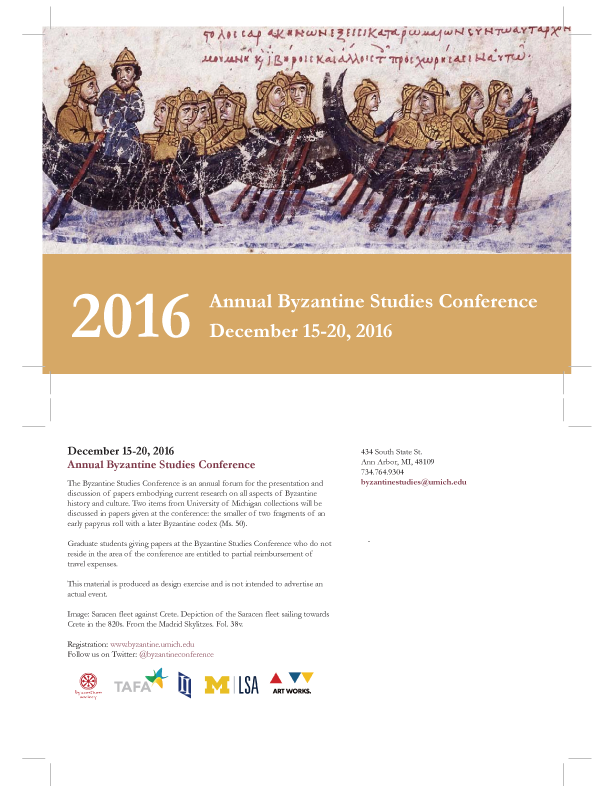 2016
Annual Byzantine Studies Conference
December 15-20, 2016
December 15-20, 2016
Annual Byzantine Studies Conference
The Byzantine Studies Conference is an annual forum for the presentation and
discussion of papers embodying current research on all aspects of Byzantine
history and culture. Two items from University of Michigan collections will be
discussed in papers given at the conference: the smaller of two fragments of an
early papyrus roll with a later Byzantine codex (Ms. 50).
Graduate students giving papers at the Byzantine Studies Conference who do not
reside in the area of the conference are entitled to partial reimbursement of
travel expenses.
This material is produced as design exercise and is not intended to advertise an
actual event.
Image: Saracen fleet against Crete. Depiction of the Saracen fleet sailing towards
Crete in the 820s. From the Madrid Skylitzes. Fol. 38v.
Registration: www.byzantine.umich.edu
Follow us on Twitter: @byzantineconference
434 South State St.
Ann Arbor, MI, 48109
734.764.9304
byzantinestudies@umich.edu
byzantium
society
TAFA
M LSA
ART WORKS.